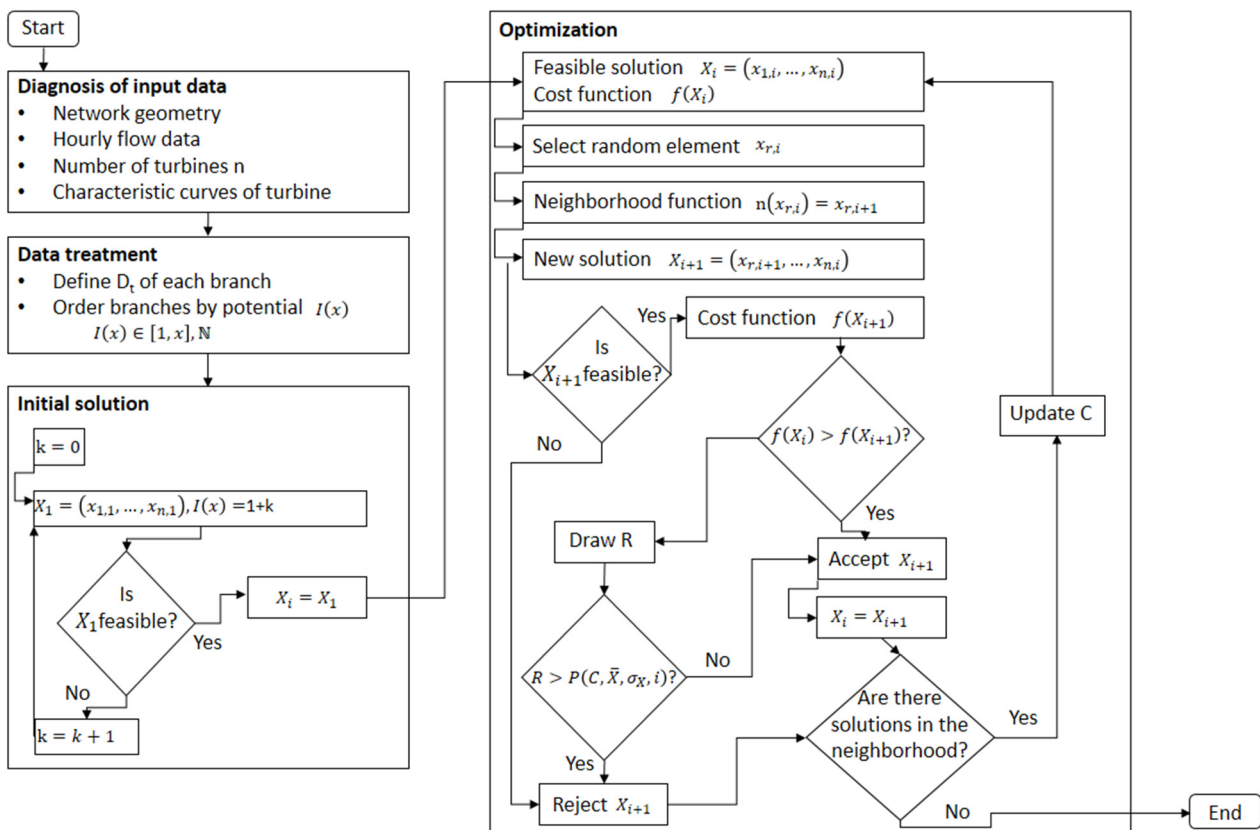 Start
Diagnosis of input data
• Network geometry
• Hourly flow data
• Number of turbines n
• Characteristic curves of turbine
Data treatment
• Define Dₜ of each branch
• Order branches by potential I(x)
I(x) ∈ [1, x], ℕ
Initial solution
k = 0
X₁ = (x₁,₁, …, xₙ,₁), I(x) =1+k
Is
X₁ feasible?
Yes
Xᵢ = X₁
No
k = k + 1
Optimization
Feasible solution Xᵢ = (x₁,ᵢ, …, xₙ,ᵢ)
Cost function f(Xᵢ)
Select random element xᵣ,ᵢ
Neighborhood function n(xᵣ,ᵢ) = xᵣ,ᵢ₊₁
New solution Xᵢ₊₁ = (xᵣ,ᵢ₊₁, …, xₙ,ᵢ)
Is
Xᵢ₊₁ feasible?
Yes
Cost function f(Xᵢ₊₁)
No
f(Xᵢ) > f(Xᵢ₊₁)?
Update C
Yes
Draw R
Accept Xᵢ₊₁
Xᵢ = Xᵢ₊₁
R > P(C, X̄, σ_X, i)?
No
Yes
Reject Xᵢ₊₁
Are there
solutions in the
neighborhood?
Yes
No
End